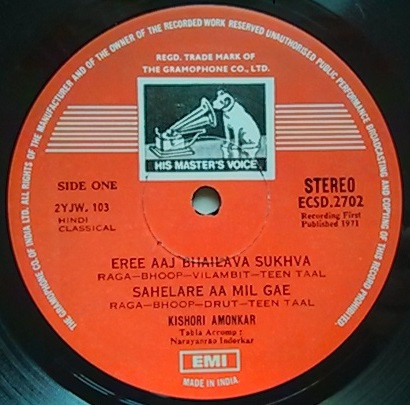 ALL RIGHTS OF THE MANUFACTURER AND OF THE OWNER OF THE RECORDED WORK RESERVED UNAUTHORISED PUBLIC PERFORMANCE BROADCASTING AND COPYING OF THIS RECORD PROHIBITED.
THE GRAMOPHONE CO. OF INDIA LTD.
REGD. TRADE MARK OF
THE GRAMOPHONE CO., LTD.
HIS MASTER'S VOICE
SIDE ONE
2YJW. 103
HINDI
CLASSICAL
STEREO
ECSD.2702
Recording First
Published 1971
EREE AAJ BHAILAVA SUKHVA
RAGA—BHOOP—VILAMBIT—TEEN TAAL
SAHELARE AA MIL GAE
RAGA—BHOOP—DRUT—TEEN TAAL
KISHORI AMONKAR
Tabla Accomp :
Narayanrao Indorkar
EMI
MADE IN INDIA.